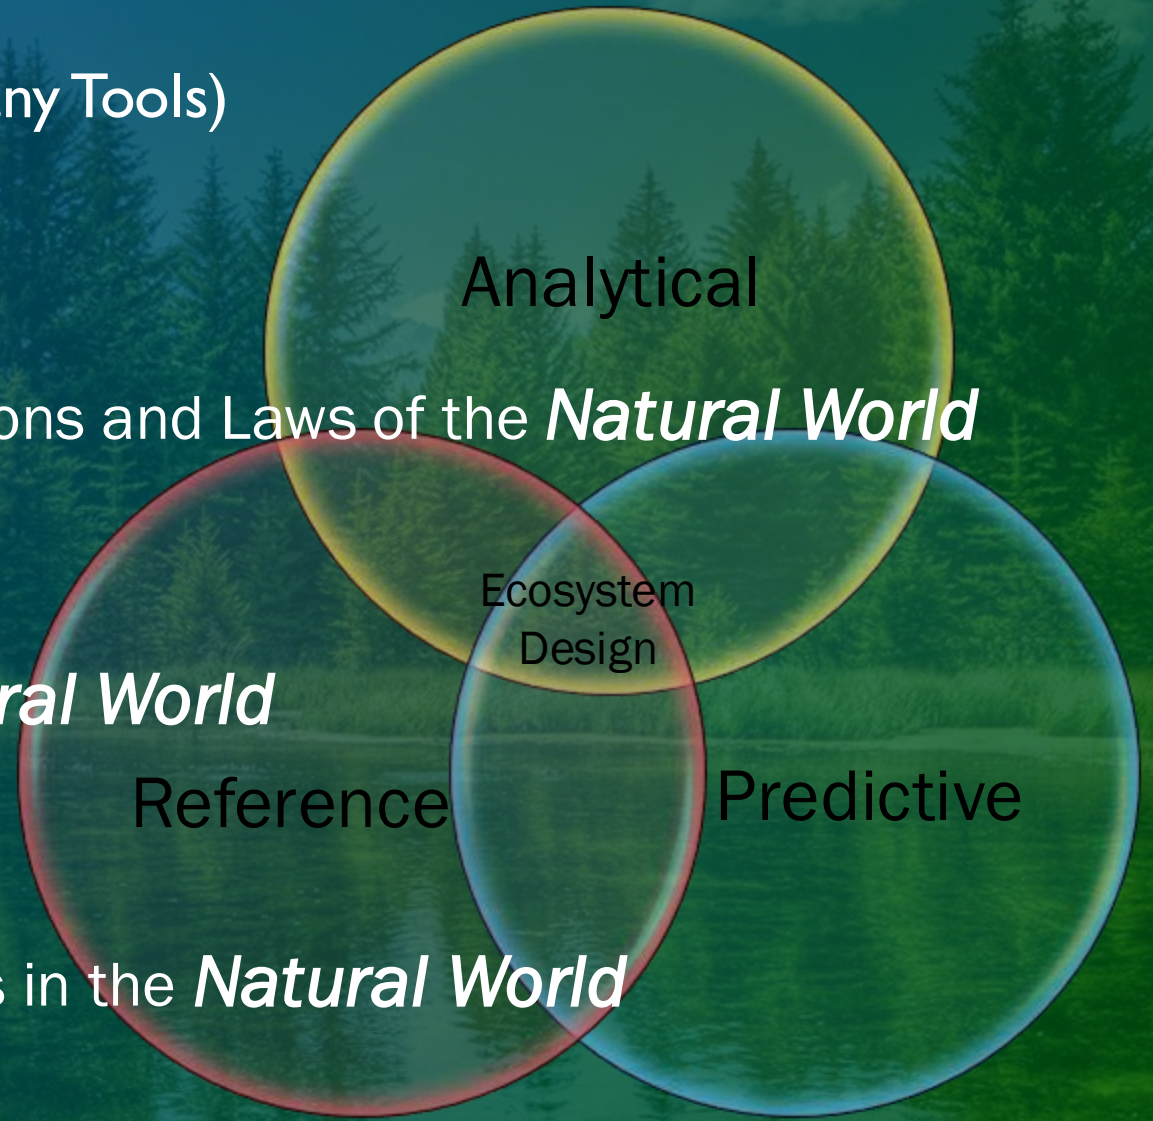 ny Tools)
Analytical
ons and Laws of the Natural World
Ecosystem
Design
ral World
Reference
Predictive
s in the Natural World